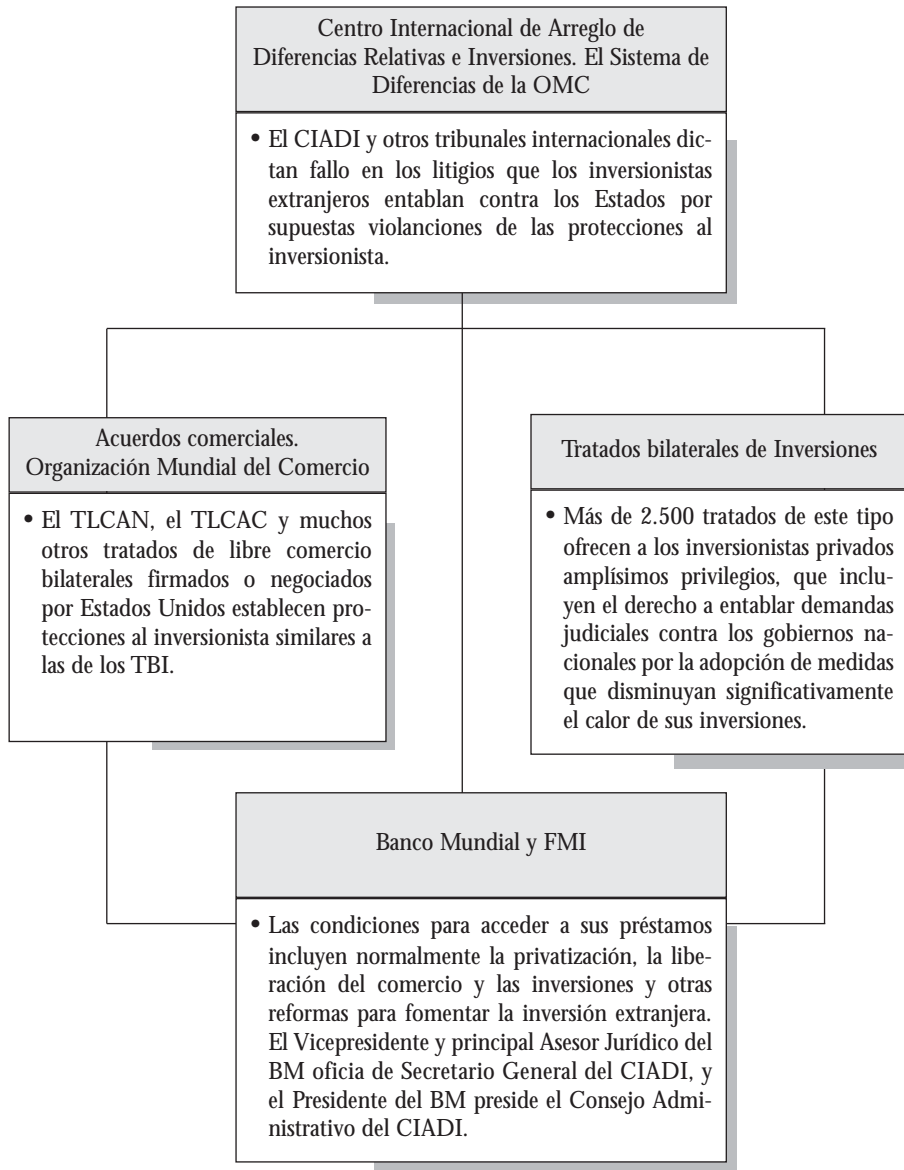 Centro Internacional de Arreglo de
Diferencias Relativas e Inversiones. El Sistema de
Diferencias de la OMC
• El CIADI y otros tribunales internacionales dic-
tan fallo en los litigios que los inversionistas
extranjeros entablan contra los Estados por
supuestas violanciones de las protecciones al
inversionista.
Acuerdos comerciales.
Organización Mundial del Comercio
• El TLCAN, el TLCAC y muchos
otros tratados de libre comercio
bilaterales firmados o negociados
por Estados Unidos establecen pro-
tecciones al inversionista similares a
las de los TBI.
Tratados bilaterales de Inversiones
• Más de 2.500 tratados de este tipo
ofrecen a los inversionistas privados
amplísimos privilegios, que inclu-
yen el derecho a entablar demandas
judiciales contra los gobiernos na-
cionales por la adopción de medidas
que disminuyan significativamente
el calor de sus inversiones.
Banco Mundial y FMI
• Las condiciones para acceder a sus préstamos
incluyen normalmente la privatización, la libe-
ración del comercio y las inversiones y otras
reformas para fomentar la inversión extranjera.
El Vicepresidente y principal Asesor Jurídico del
BM oficia de Secretario General del CIADI, y
el Presidente del BM preside el Consejo Admi-
nistrativo del CIADI.